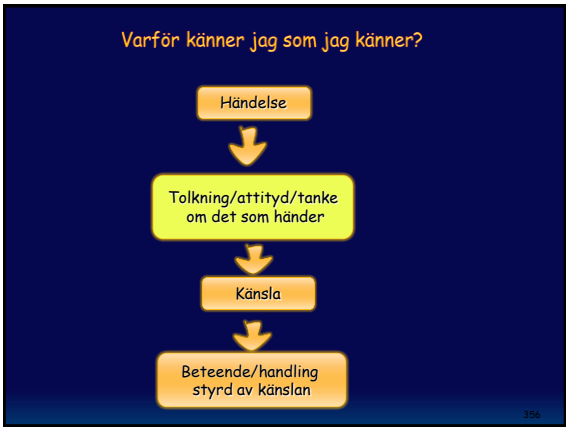 Varför känner jag som jag känner?
Händelse
Tolkning/attityd/tanke
om det som händer
Känsla
Beteende/handling
styrd av känslan
356